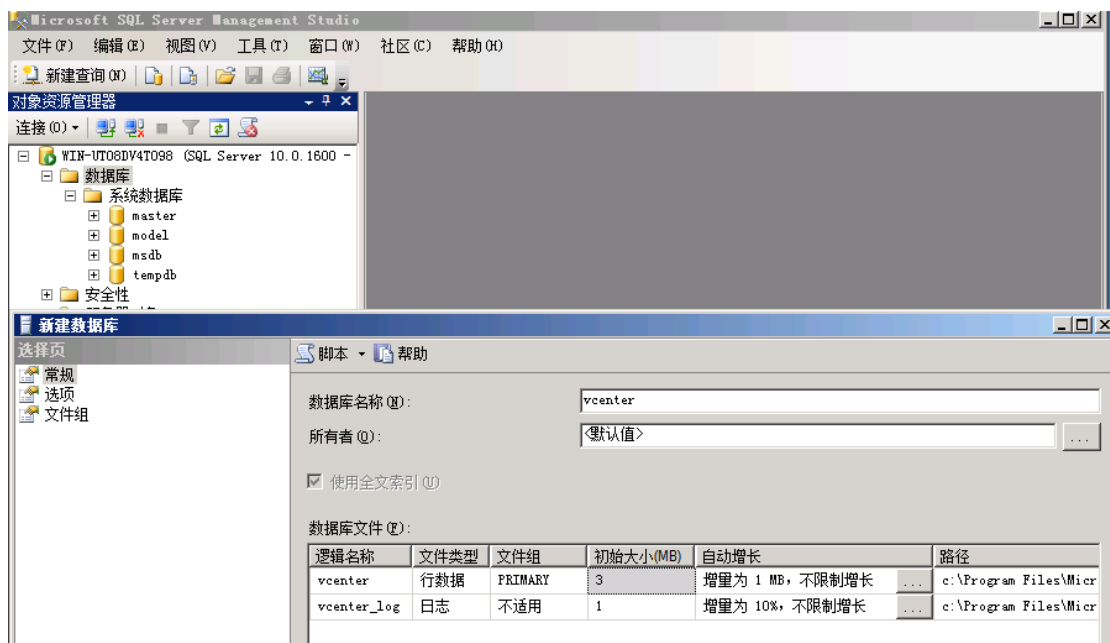 Microsoft SQL Server Management Studio
文件(F) 编辑(E) 视图(V) 工具(T) 窗口(W) 社区(C) 帮助(H)
新建查询(N)
对象资源管理器
连接(O)
WIN-UT08DV4T098 (SQL Server 10.0.1600 -
数据库
系统数据库
master
model
msdb
tempdb
安全性
新建数据库
选择页
脚本 帮助
常规
选项
文件组
数据库名称(N): vcenter
所有者(O): <默认值> ...
使用全文索引(U)
数据库文件(F):
逻辑名称 文件类型 文件组 初始大小(MB) 自动增长 路径
vcenter 行数据 PRIMARY 3 增量为 1 MB，不限制增长 ... c:\Program Files\Micr
vcenter_log 日志 不适用 1 增量为 10%，不限制增长 ... c:\Program Files\Micr